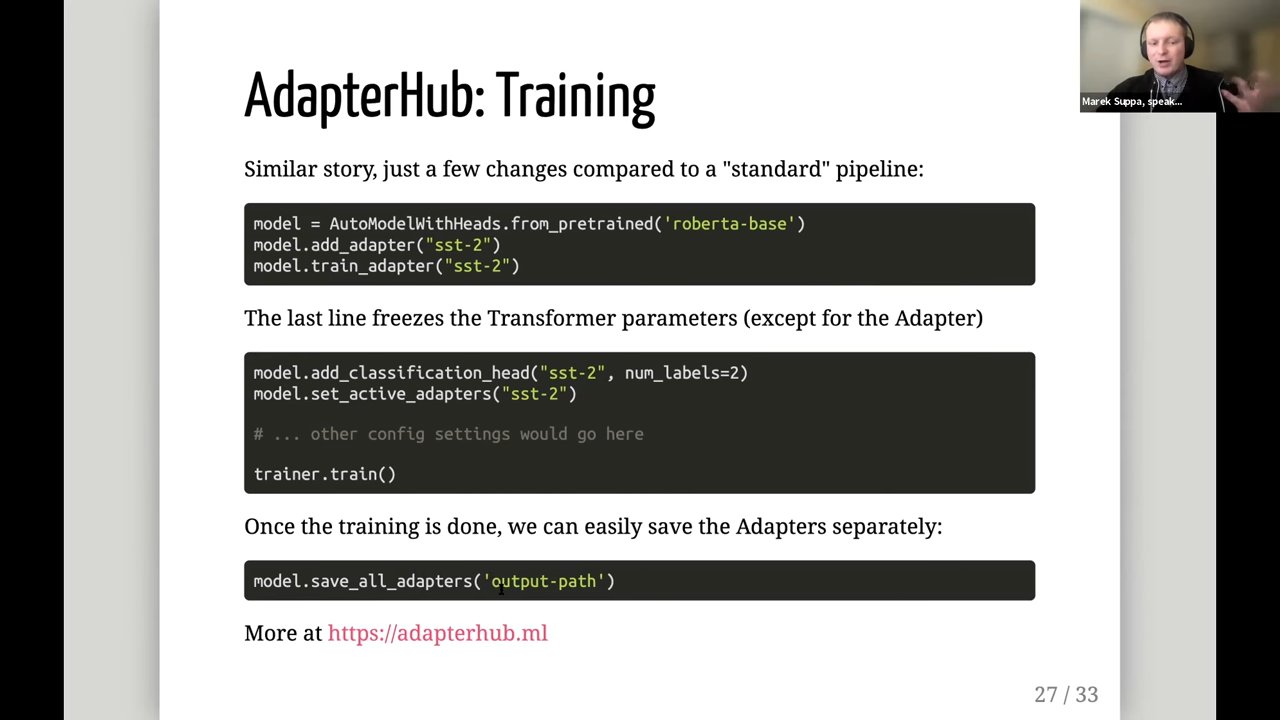 AdapterHub: Training
Marek Suppa, speak...
Similar story, just a few changes compared to a "standard" pipeline:
model = AutoModelWithHeads.from_pretrained('roberta-base')
model.add_adapter("sst-2")
model.train_adapter("sst-2")
The last line freezes the Transformer parameters (except for the Adapter)
model.add_classification_head("sst-2", num_labels=2)
model.set_active_adapters("sst-2")
# ... other config settings would go here
trainer.train()
Once the training is done, we can easily save the Adapters separately:
model.save_all_adapters('output-path')
More at https://adapterhub.ml
27 / 33